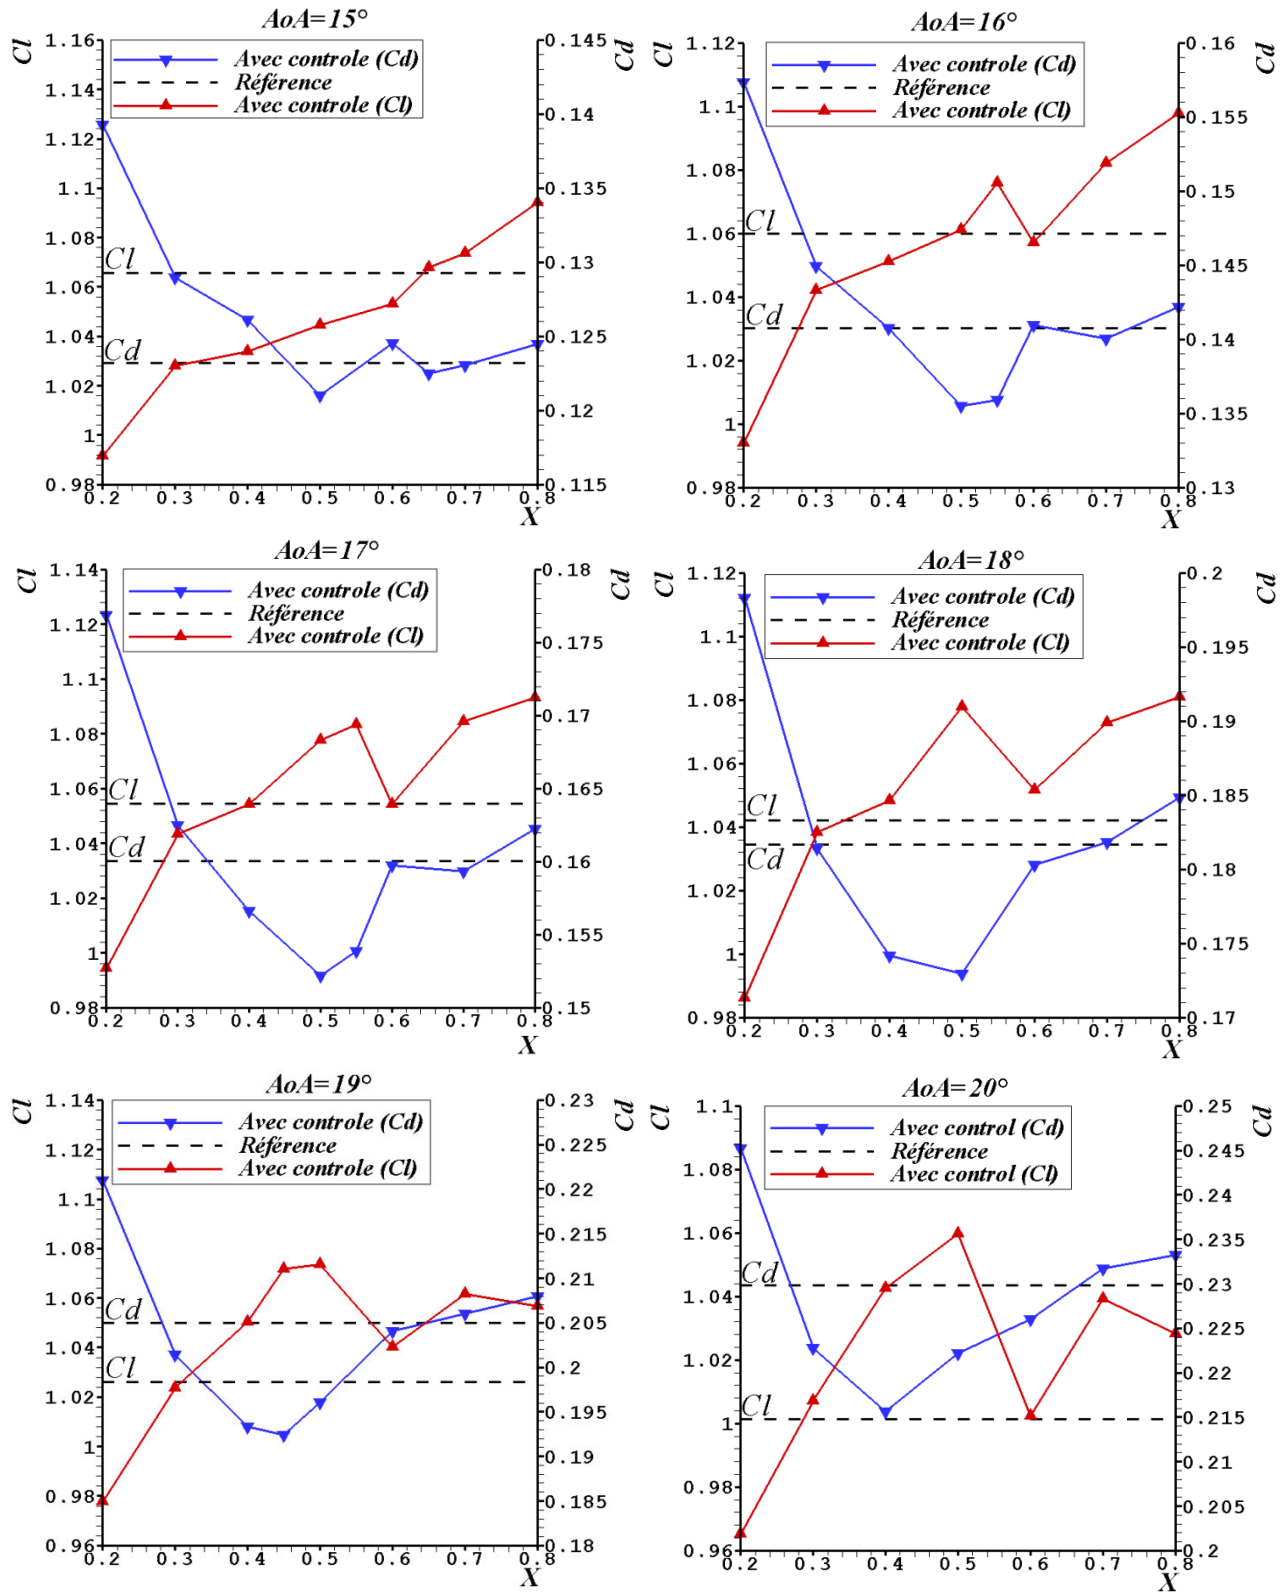 AoA=15°
Cl
Cd
Avec controle (Cd)
Référence
Avec controle (Cl)
1.16
1.14
1.12
1.1
1.08
1.06
1.04
1.02
1
0.98
0.145
0.14
0.135
0.13
0.125
0.12
0.115
Cl
Cd
0.2 0.3 0.4 0.5 0.6 0.7 0.8
X
AoA=16°
Cl
Cd
Avec controle (Cd)
Référence
Avec controle (Cl)
1.12
1.1
1.08
1.06
1.04
1.02
1
0.98
0.16
0.155
0.15
0.145
0.14
0.135
0.13
Cl
Cd
0.2 0.3 0.4 0.5 0.6 0.7 0.8
X
AoA=17°
Cl
Cd
Avec controle (Cd)
Référence
Avec controle (Cl)
1.14
1.12
1.1
1.08
1.06
1.04
1.02
1
0.98
0.18
0.175
0.17
0.165
0.16
0.155
0.15
Cl
Cd
0.2 0.3 0.4 0.5 0.6 0.7 0.8
X
AoA=18°
Cl
Cd
Avec controle (Cd)
Référence
Avec controle (Cl)
1.12
1.1
1.08
1.06
1.04
1.02
1
0.98
0.2
0.195
0.19
0.185
0.18
0.175
0.17
Cl
Cd
0.2 0.3 0.4 0.5 0.6 0.7 0.8
X
AoA=19°
Cl
Cd
Avec controle (Cd)
Référence
Avec controle (Cl)
1.14
1.12
1.1
1.08
1.06
1.04
1.02
1
0.98
0.96
0.23
0.225
0.22
0.215
0.21
0.205
0.2
0.195
0.19
0.185
0.18
Cd
Cl
0.2 0.3 0.4 0.5 0.6 0.7 0.8
X
AoA=20°
Cl
Cd
Avec control (Cd)
Référence
Avec control (Cl)
1.1
1.08
1.06
1.04
1.02
1
0.98
0.96
0.25
0.245
0.24
0.235
0.23
0.225
0.22
0.215
0.21
0.205
0.2
Cd
Cl
0.2 0.3 0.4 0.5 0.6 0.7 0.8
X